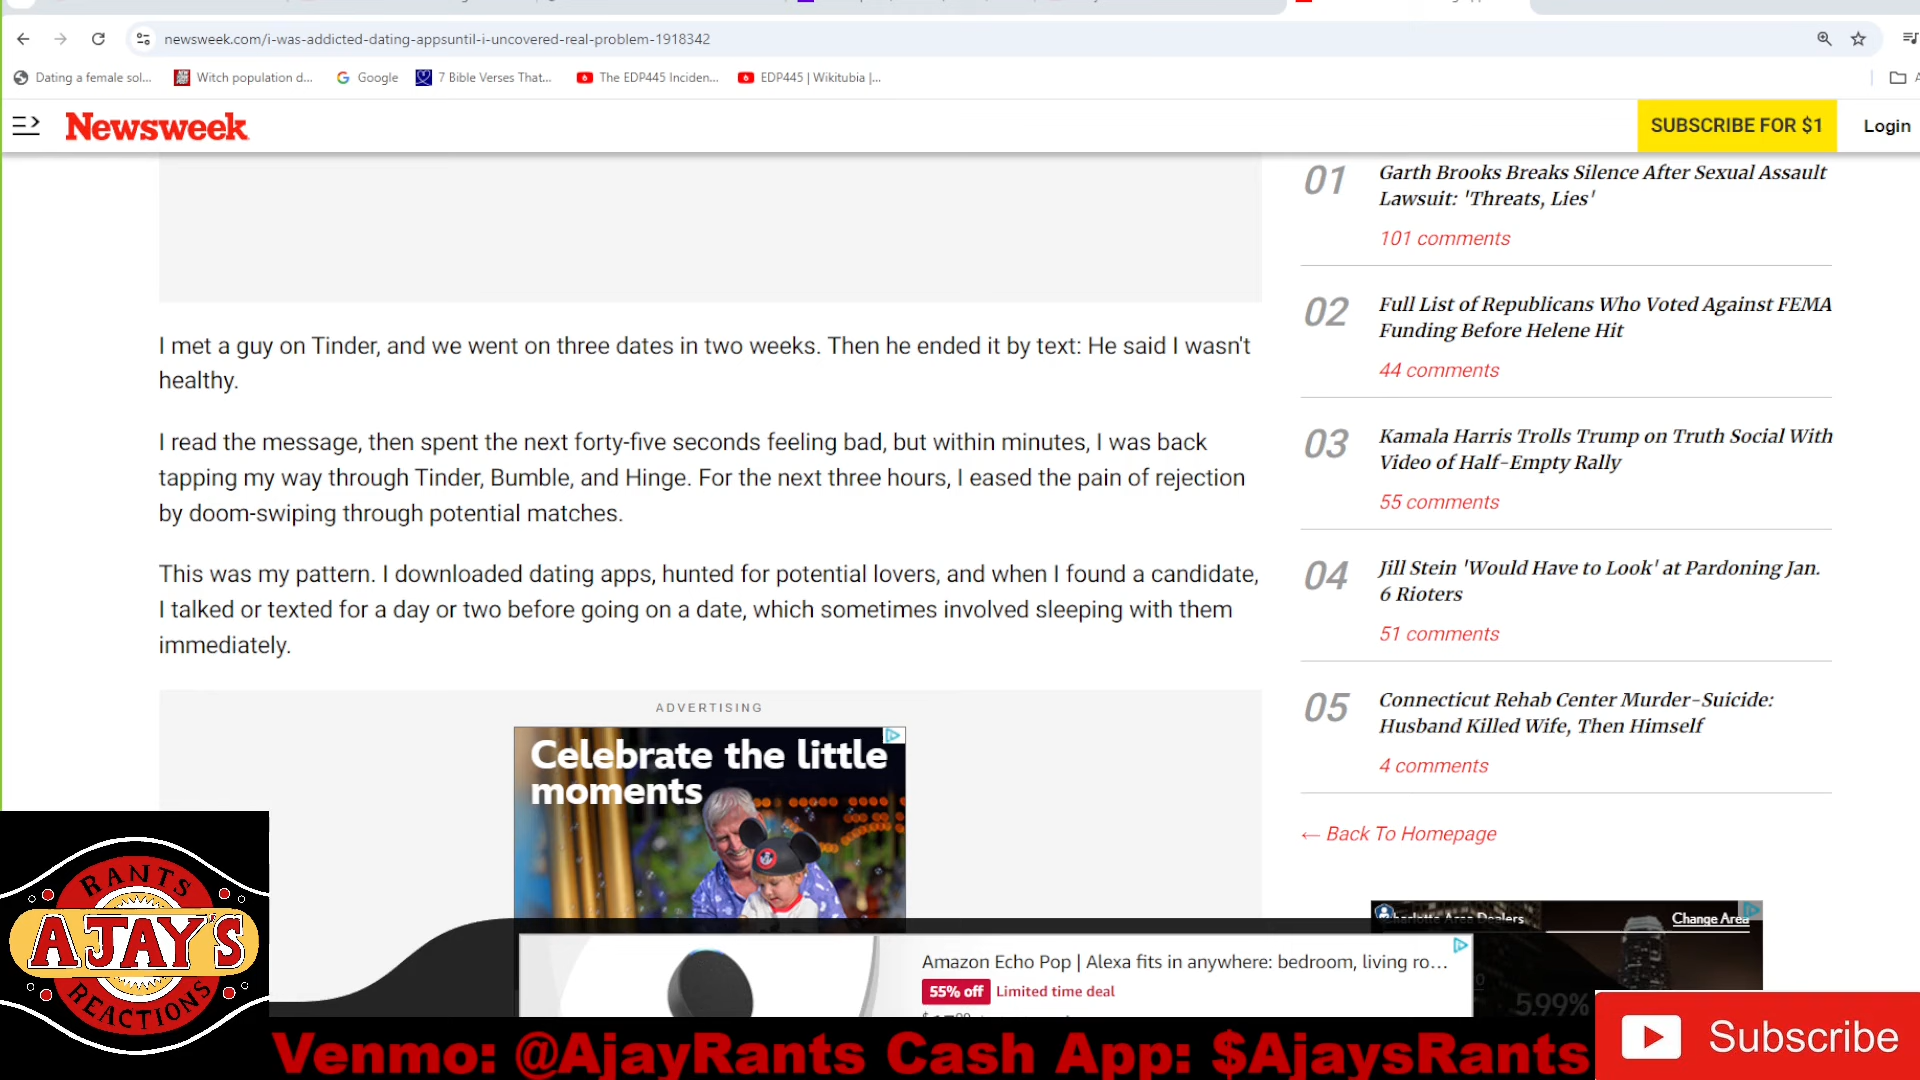 newsweek.com/i-was-addicted-dating-appsuntil-i-uncovered-real-problem-1918342
Dating a female sol...
Witch population d...
Google
7 Bible Verses That...
The EDP445 Inciden...
EDP445 | Wikitubia |...
Newsweek
SUBSCRIBE FOR $1
Login
I met a guy on Tinder, and we went on three dates in two weeks. Then he ended it by text: He said I wasn't
healthy.
I read the message, then spent the next forty-five seconds feeling bad, but within minutes, I was back
tapping my way through Tinder, Bumble, and Hinge. For the next three hours, I eased the pain of rejection
by doom-swiping through potential matches.
This was my pattern. I downloaded dating apps, hunted for potential lovers, and when I found a candidate,
I talked or texted for a day or two before going on a date, which sometimes involved sleeping with them
immediately.
ADVERTISING
Celebrate the little
moments
01
Garth Brooks Breaks Silence After Sexual Assault
Lawsuit: 'Threats, Lies'
101 comments
02
Full List of Republicans Who Voted Against FEMA
Funding Before Helene Hit
44 comments
03
Kamala Harris Trolls Trump on Truth Social With
Video of Half-Empty Rally
55 comments
04
Jill Stein 'Would Have to Look' at Pardoning Jan.
6 Rioters
51 comments
05
Connecticut Rehab Center Murder-Suicide:
Husband Killed Wife, Then Himself
4 comments
← Back To Homepage
Charlotte Area Dealers
Change Area
5.99%
Amazon Echo Pop | Alexa fits in anywhere: bedroom, living ro...
55% off Limited time deal
RANTS
AJAY'S
REACTIONS
Venmo: @AjayRants Cash App: $AjaysRants
Subscribe